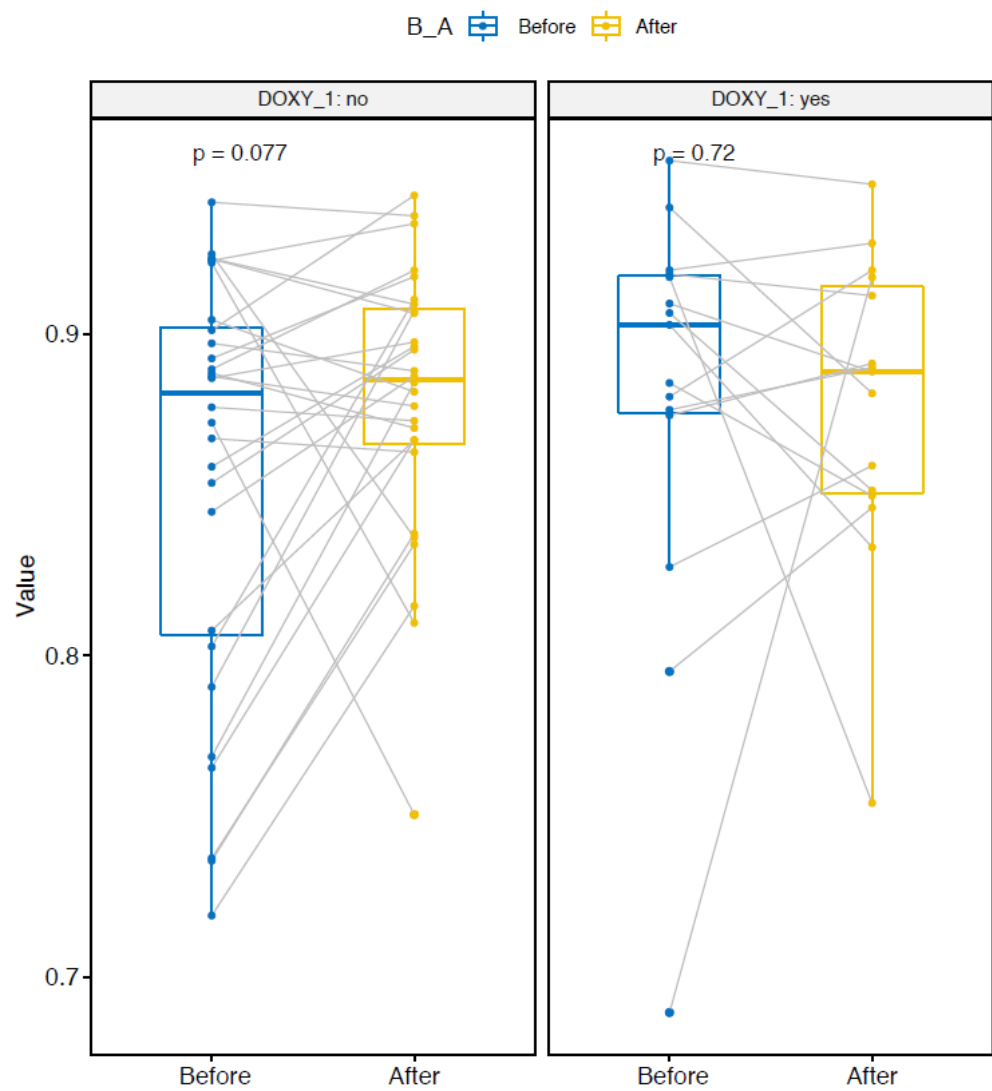 B_A Before After
DOXY_1: no DOXY_1: yes
p = 0.077 p = 0.72
0.9
0.8
0.7
Value
Before After Before After